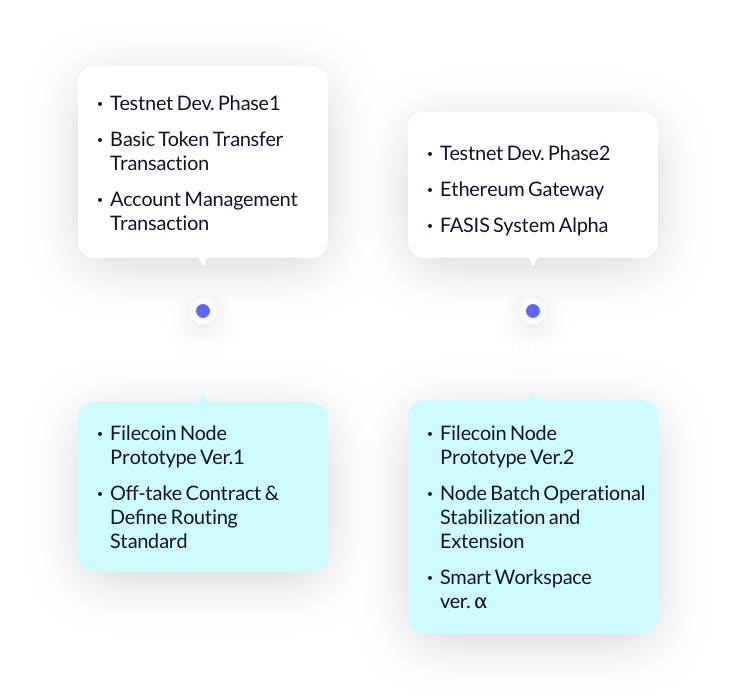 • Testnet Dev. Phase1
• Basic Token Transfer
Transaction
• Account Management
Transaction
• Testnet Dev. Phase2
• Ethereum Gateway
• FASIS System Alpha
• Filecoin Node
Prototype Ver.1
• Off-take Contract &
Define Routing
Standard
• Filecoin Node
Prototype Ver.2
• Node Batch Operational
Stabilization and
Extension
• Smart Workspace
ver. α